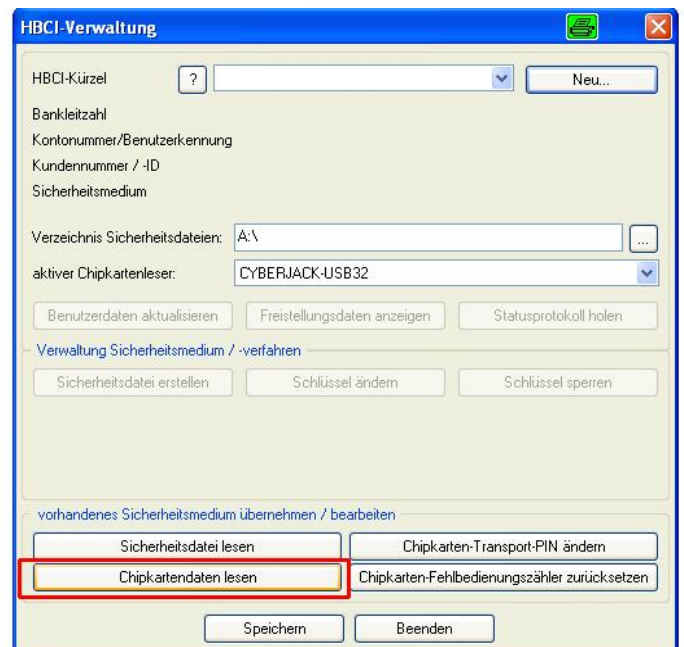 HBCI-Verwaltung
HBCI-Kürzel ? Neu...
Bankleitzahl
Kontonummer/Benutzerkennung
Kundennummer / -ID
Sicherheitsmedium
Verzeichnis Sicherheitsdateien: A:\ ...
aktiver Chipkartenleser: CYBERJACK-USB32
Benutzerdaten aktualisieren Freistellungsdaten anzeigen Statusprotokoll holen
Verwaltung Sicherheitsmedium / -verfahren
Sicherheitsdatei erstellen Schlüssel ändern Schlüssel sperren
vorhandenes Sicherheitsmedium übernehmen / bearbeiten
Sicherheitsdatei lesen Chipkarten-Transport-PIN ändern
Chipkartendaten lesen Chipkarten-Fehlbedienungszähler zurücksetzen
Speichern Beenden